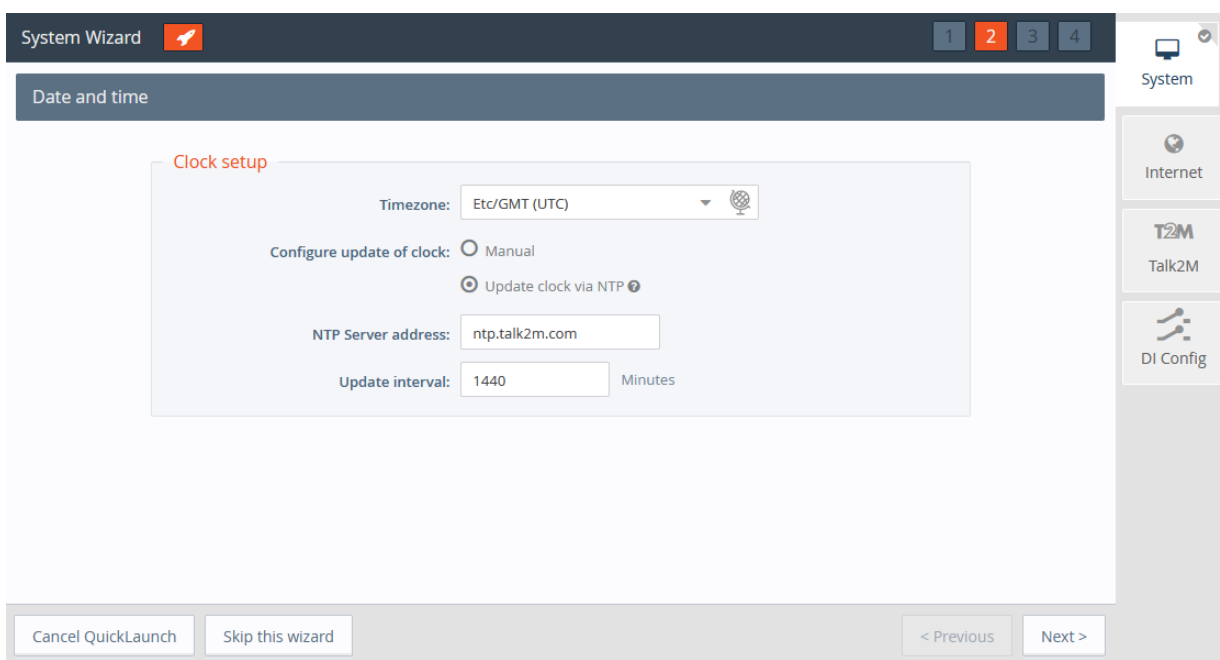 System Wizard
1 2 3 4
Date and time
Clock setup
Timezone: Etc/GMT (UTC)
Configure update of clock: Manual
Update clock via NTP ?
NTP Server address: ntp.talk2m.com
Update interval: 1440 Minutes
Cancel QuickLaunch Skip this wizard < Previous Next >
System
Internet
T2M
Talk2M
DI Config